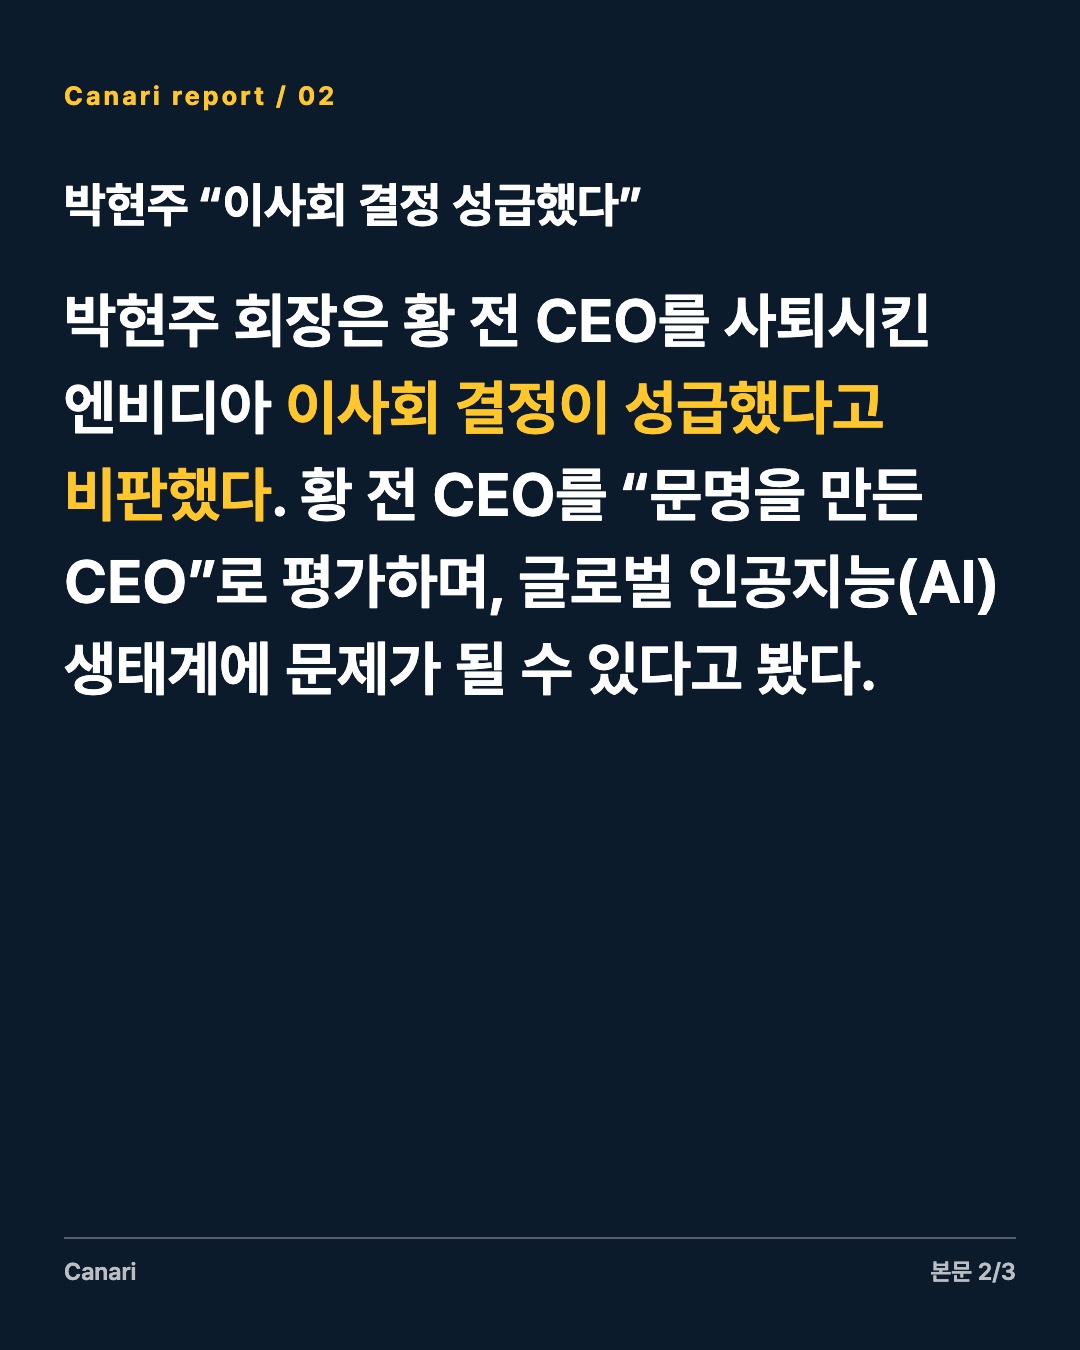 Canari report / 02
박현주 “이사회 결정 성급했다”
박현주 회장은 황 전 CEO를 사퇴시킨
엔비디아 이사회 결정이 성급했다고
비판했다. 황 전 CEO를 “문명을 만든
CEO”로 평가하며, 글로벌 인공지능(AI)
생태계에 문제가 될 수 있다고 봤다.
Canari
본문 2/3